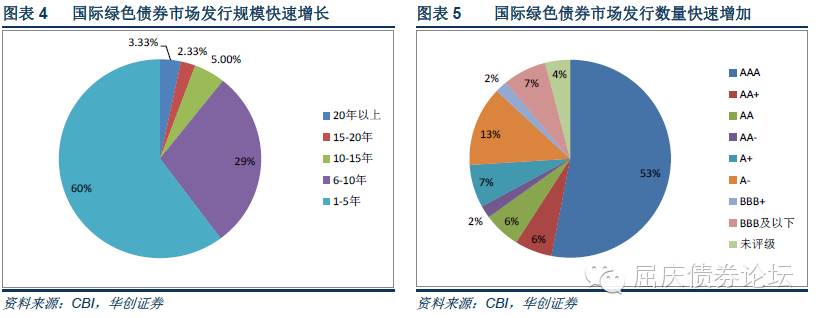 图表 4 国际绿色债券市场发行规模快速增长
3.33%
2.33%
5.00%
29%
60%
20年以上
15-20年
10-15年
6-10年
1-5年
资料来源：CBI，华创证券
图表 5 国际绿色债券市场发行数量快速增加
4%
7%
2%
13%
7%
2%
6%
6%
53%
AAA
AA+
AA
AA-
A+
A-
BBB+
BBB及以下
未评级
屈庆债券论坛
资料来源：CBI，华创证券